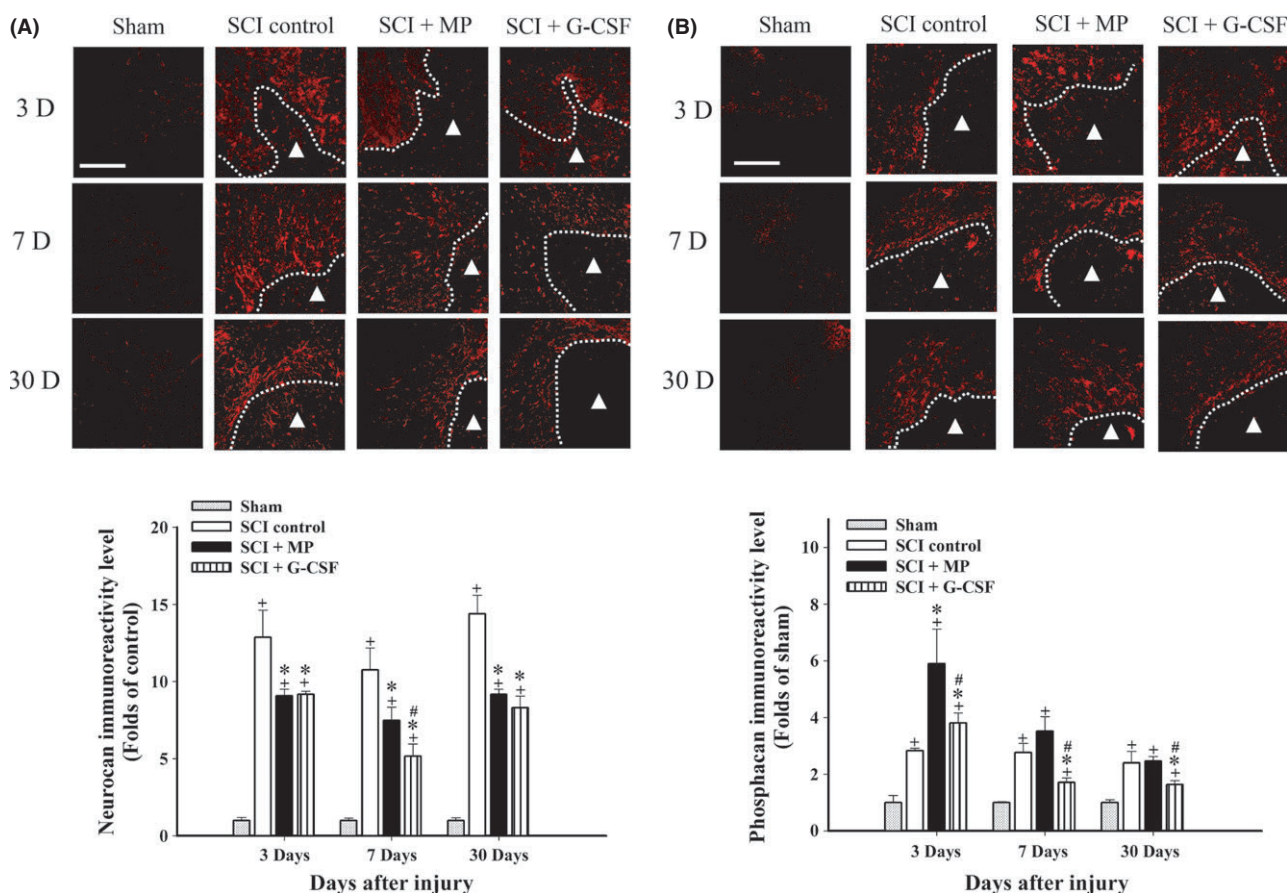 (A)
Sham SCI control SCI + MP SCI + G-CSF
3 D
7 D
30 D
Sham
SCI control
SCI + MP
SCI + G-CSF
Neurocan immunoreactivity level
(Folds of control)
20
15
10
5
0
+
*
+
*
+
+
*
+
#
*
+
+
*
+
*
+
3 Days 7 Days 30 Days
Days after injury
(B)
Sham SCI control SCI + MP SCI + G-CSF
3 D
7 D
30 D
Sham
SCI control
SCI + MP
SCI + G-CSF
Phosphacan immunoreactivity level
(Folds of sham)
10
8
6
4
2
0
+
*
+
#
*
+
+
+
#
*
+
+
+
#
*
+
3 Days 7 Days 30 Days
Days after injury